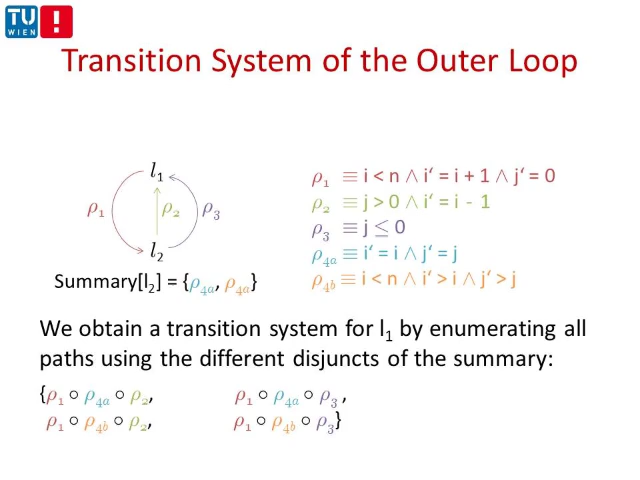 TU
WIEN
!
Transition System of the Outer Loop
l₁
ρ₁ ρ₂ ρ₃
l₂
Summary[l₂] = {ρ₄ₐ, ρ₄ₐ}
ρ₁ ≡ i < n ∧ i‘ = i + 1 ∧ j‘ = 0
ρ₂ ≡ j > 0 ∧ i‘ = i - 1
ρ₃ ≡ j ≤ 0
ρ₄ₐ ≡ i‘ = i ∧ j‘ = j
ρ₄b ≡ i < n ∧ i‘ > i ∧ j‘ > j
We obtain a transition system for l₁ by enumerating all
paths using the different disjuncts of the summary:
{ρ₁ ○ ρ₄ₐ ○ ρ₂, ρ₁ ○ ρ₄ₐ ○ ρ₃ ,
ρ₁ ○ ρ₄b ○ ρ₂, ρ₁ ○ ρ₄b ○ ρ₃}